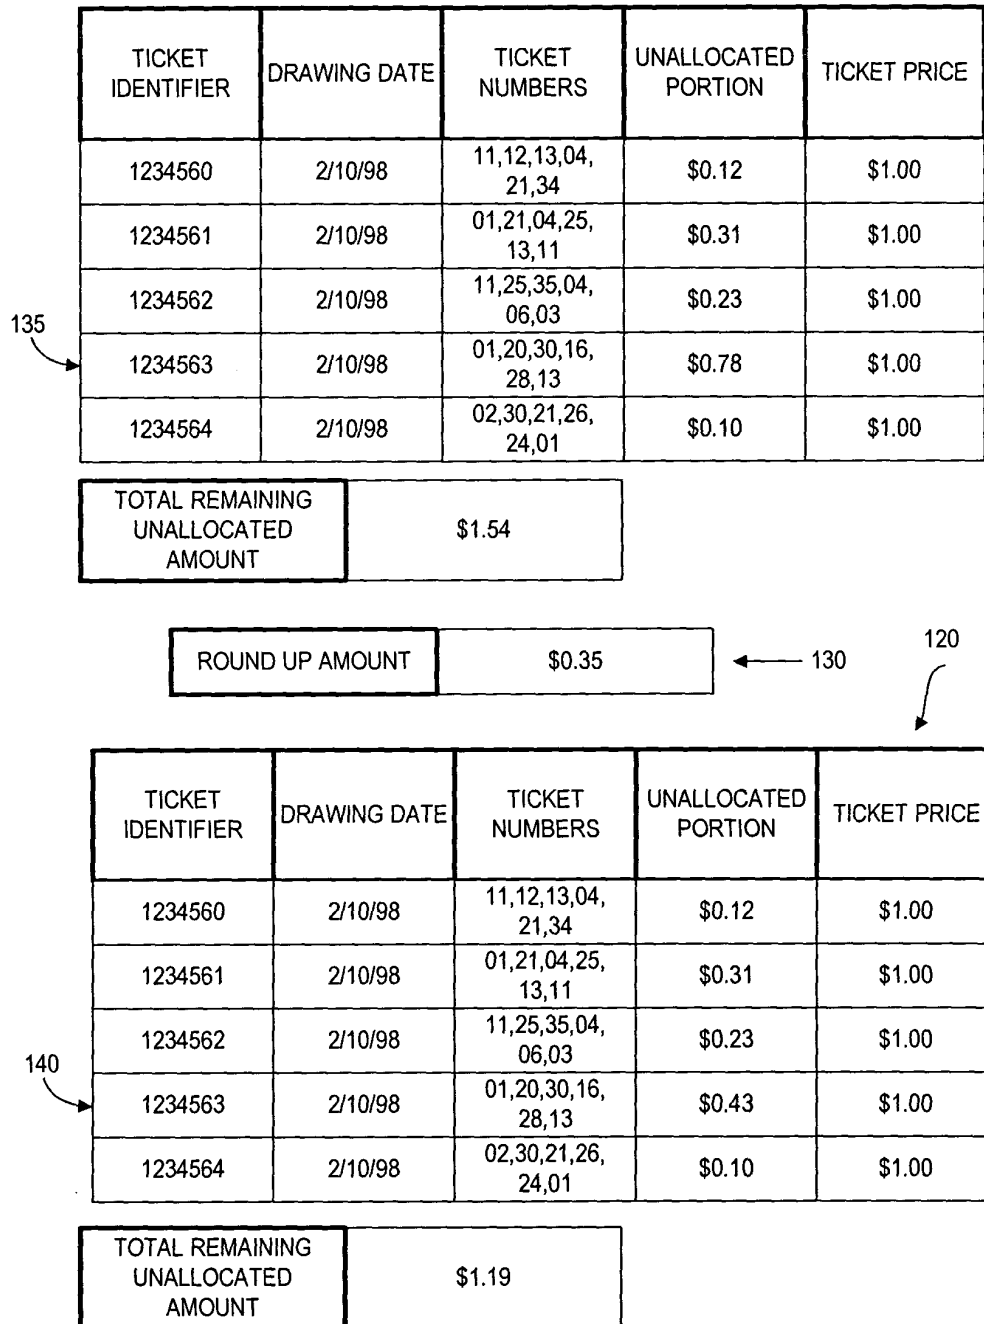 TICKET IDENTIFIER DRAWING DATE TICKET NUMBERS UNALLOCATED PORTION TICKET PRICE
1234560 2/10/98 11,12,13,04, 21,34 $0.12 $1.00
1234561 2/10/98 01,21,04,25, 13,11 $0.31 $1.00
1234562 2/10/98 11,25,35,04, 06,03 $0.23 $1.00
135
1234563 2/10/98 01,20,30,16, 28,13 $0.78 $1.00
1234564 2/10/98 02,30,21,26, 24,01 $0.10 $1.00
TOTAL REMAINING UNALLOCATED AMOUNT $1.54
ROUND UP AMOUNT $0.35 130
120
TICKET IDENTIFIER DRAWING DATE TICKET NUMBERS UNALLOCATED PORTION TICKET PRICE
1234560 2/10/98 11,12,13,04, 21,34 $0.12 $1.00
1234561 2/10/98 01,21,04,25, 13,11 $0.31 $1.00
1234562 2/10/98 11,25,35,04, 06,03 $0.23 $1.00
140
1234563 2/10/98 01,20,30,16, 28,13 $0.43 $1.00
1234564 2/10/98 02,30,21,26, 24,01 $0.10 $1.00
TOTAL REMAINING UNALLOCATED AMOUNT $1.19